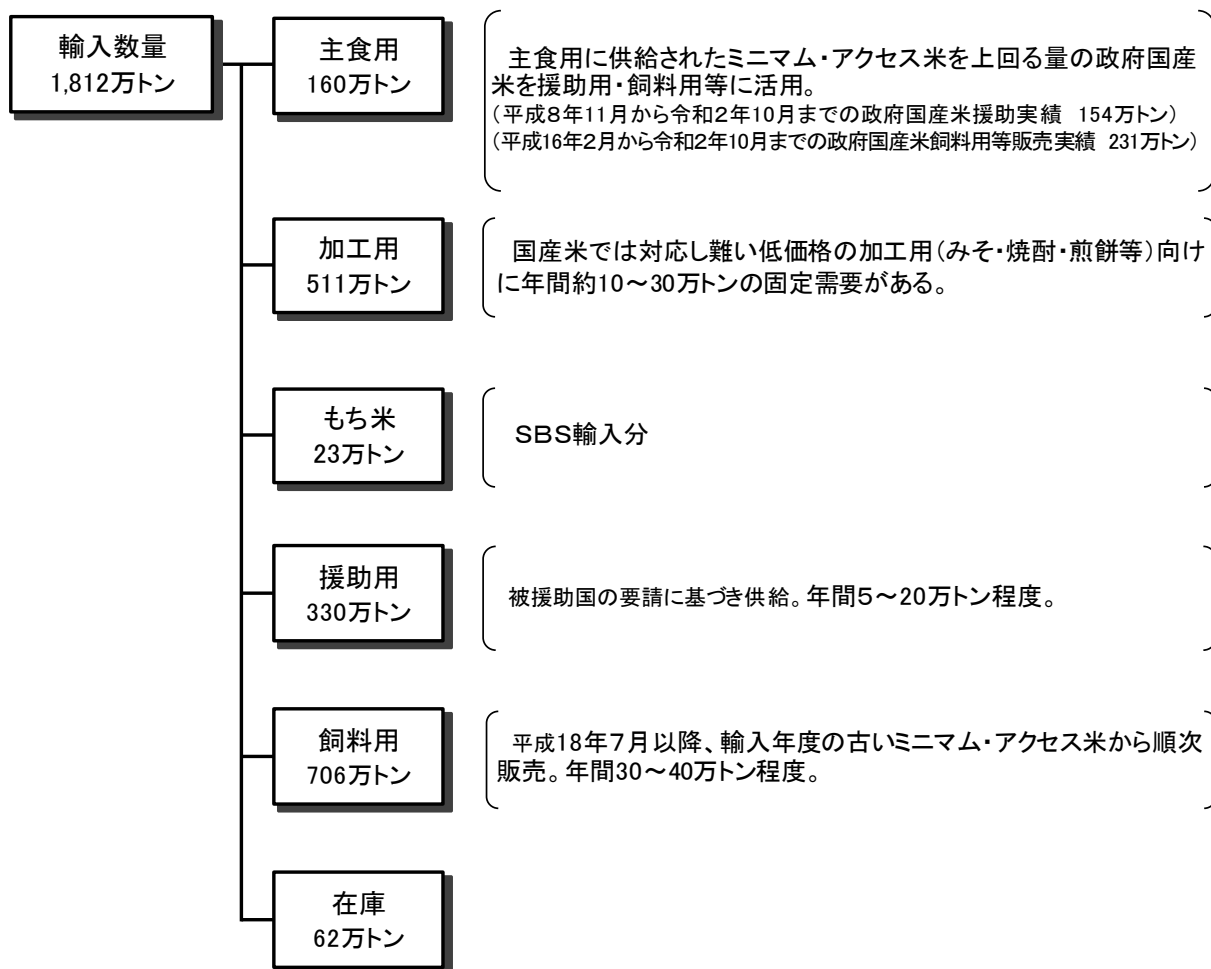 輸入数量
1,812万トン
主食用
160万トン
主食用に供給されたミニマム・アクセス米を上回る量の政府国産
米を援助用・飼料用等に活用。
(平成8年11月から令和2年10月までの政府国産米援助実績 154万トン)
(平成16年2月から令和2年10月までの政府国産米飼料用等販売実績 231万トン)
加工用
511万トン
国産米では対応し難い低価格の加工用(みそ・焼酎・煎餅等)向け
に年間約10～30万トンの固定需要がある。
もち米
23万トン
SBS輸入分
援助用
330万トン
被援助国の要請に基づき供給。年間5～20万トン程度。
飼料用
706万トン
平成18年7月以降、輸入年度の古いミニマム・アクセス米から順次
販売。年間30～40万トン程度。
在庫
62万トン